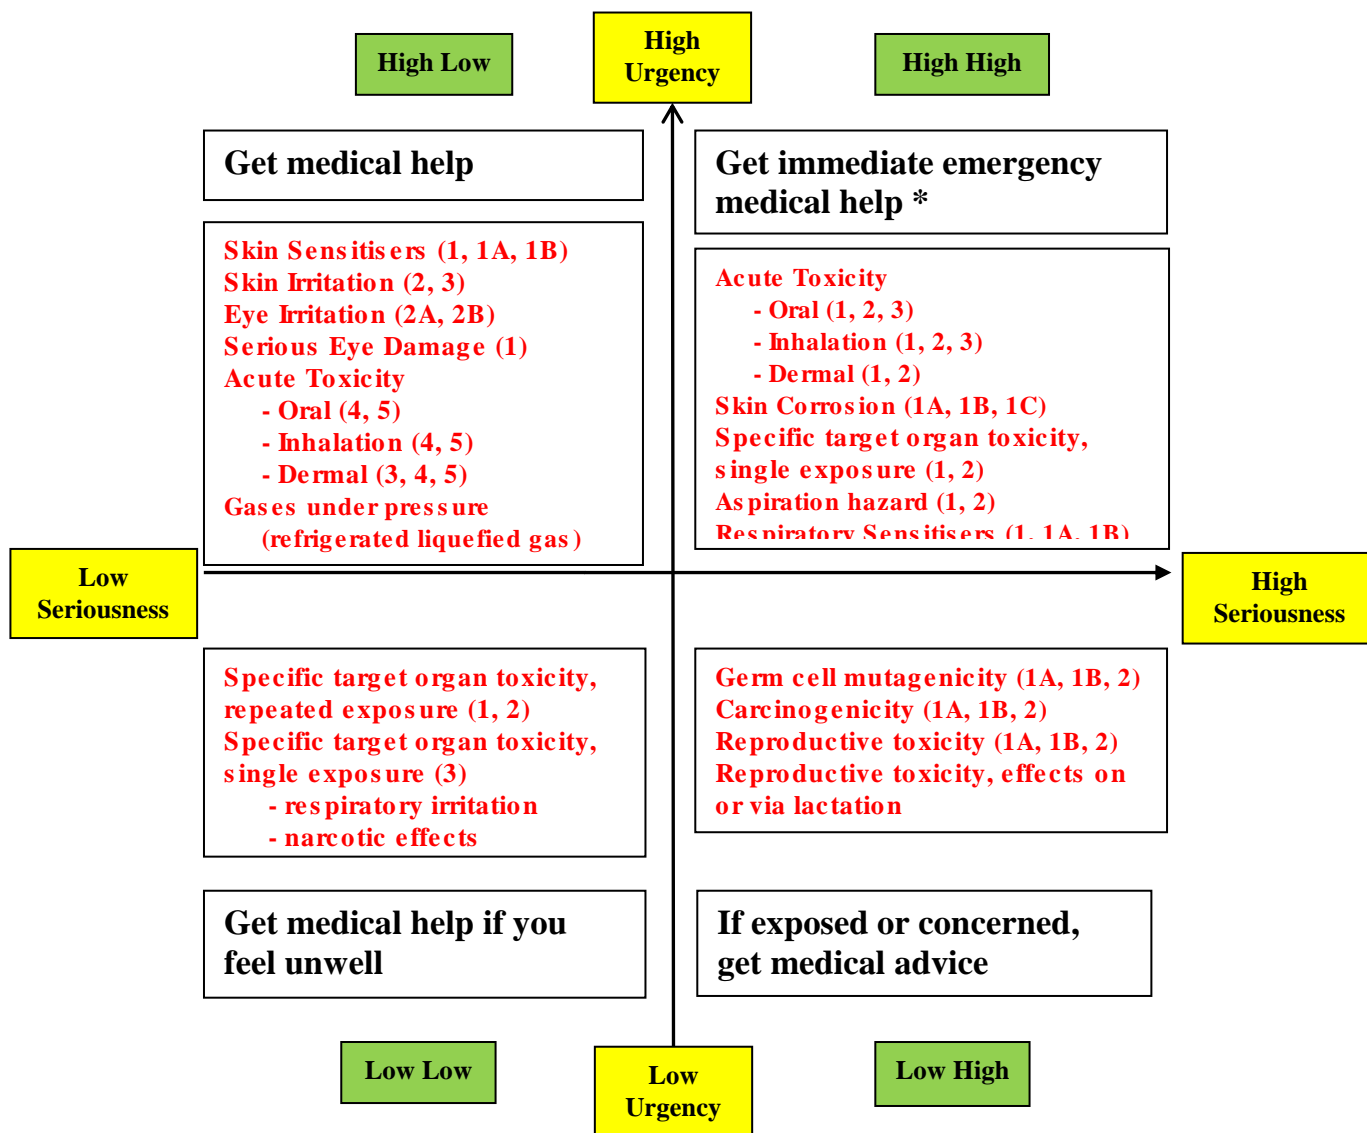 High Low
High
Urgency
High High
Get medical help
Get immediate emergency
medical help *
Skin Sensitisers (1, 1A, 1B)
Skin Irritation (2, 3)
Eye Irritation (2A, 2B)
Serious Eye Damage (1)
Acute Toxicity
- Oral (4, 5)
- Inhalation (4, 5)
- Dermal (3, 4, 5)
Gases under pressure
(refrigerated liquefied gas)
Acute Toxicity
- Oral (1, 2, 3)
- Inhalation (1, 2, 3)
- Dermal (1, 2)
Skin Corrosion (1A, 1B, 1C)
Specific target organ toxicity,
single exposure (1, 2)
Aspiration hazard (1, 2)
Respiratory Sensitisers (1, 1A, 1B)
Low
Seriousness
High
Seriousness
Specific target organ toxicity,
repeated exposure (1, 2)
Specific target organ toxicity,
single exposure (3)
- respiratory irritation
- narcotic effects
Germ cell mutagenicity (1A, 1B, 2)
Carcinogenicity (1A, 1B, 2)
Reproductive toxicity (1A, 1B, 2)
Reproductive toxicity, effects on
or via lactation
Get medical help if you
feel unwell
If exposed or concerned,
get medical advice
Low Low
Low
Urgency
Low High